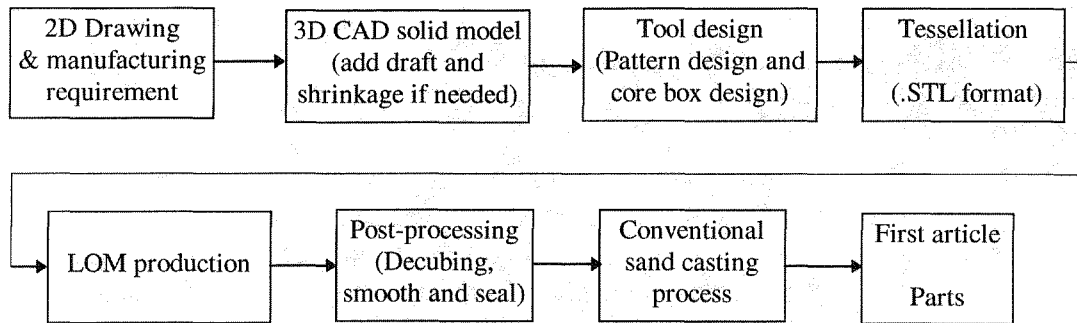 2D Drawing
& manufacturing
requirement
3D CAD solid model
(add draft and
shrinkage if needed)
Tool design
(Pattern design and
core box design)
Tessellation
(.STL format)
LOM production
Post-processing
(Decubing,
smooth and seal)
Conventional
sand casting
process
First article
Parts